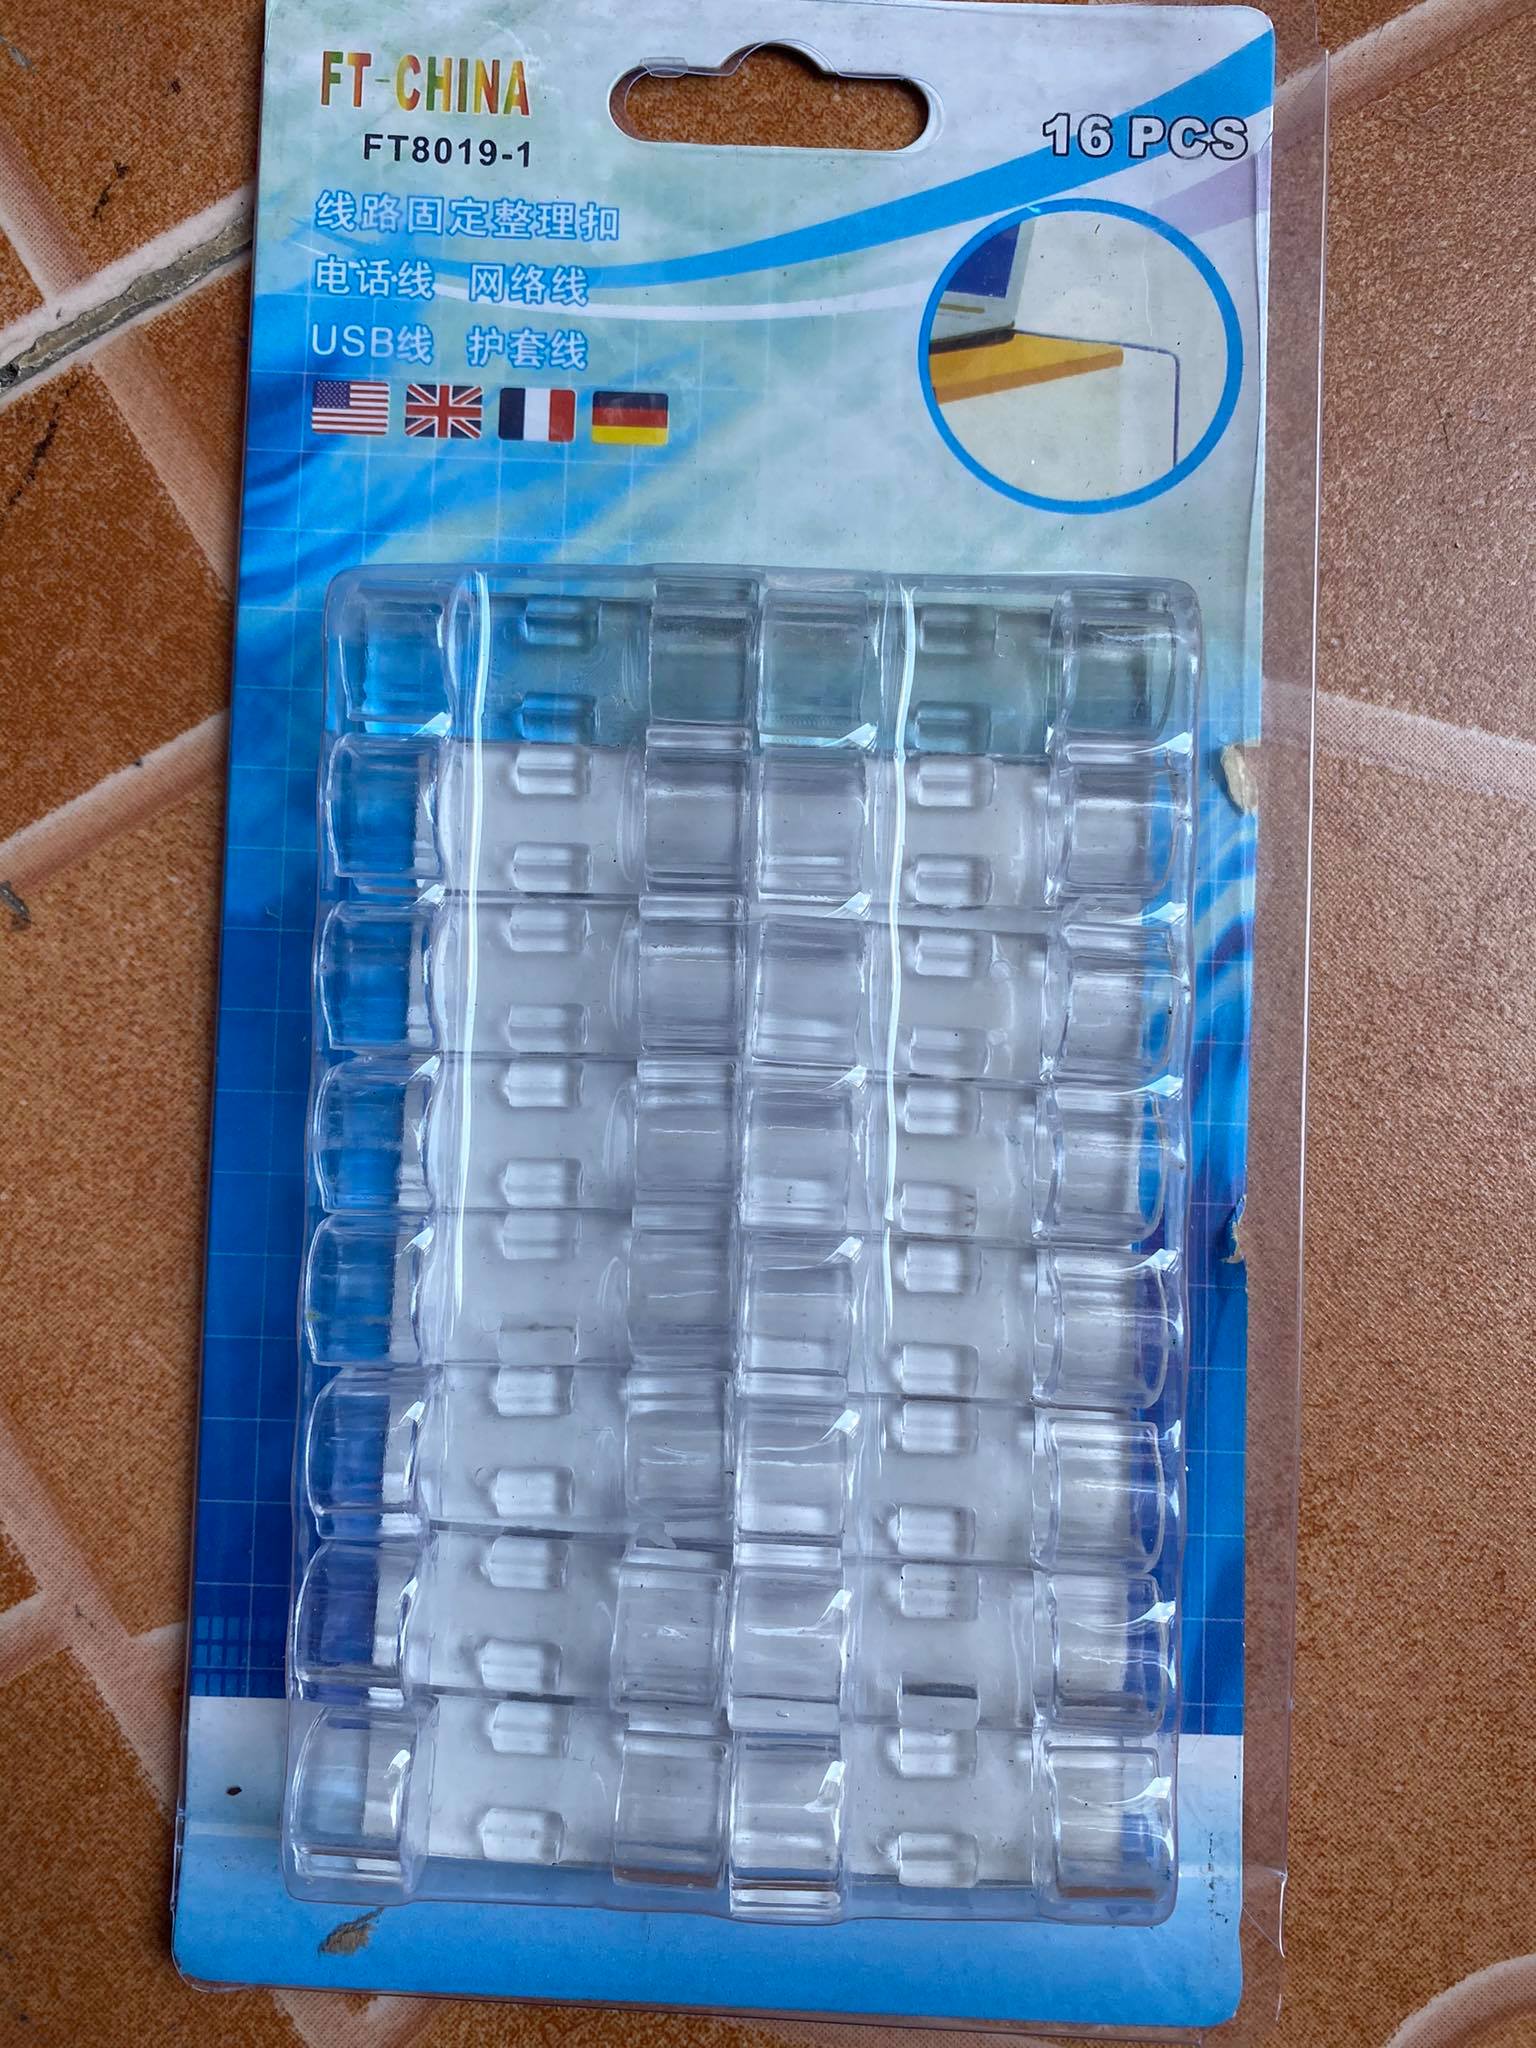 FT-CHINA
16 PCS
FT8019-1
线路固定整理扣
电话线 网络线
USB线 护套线